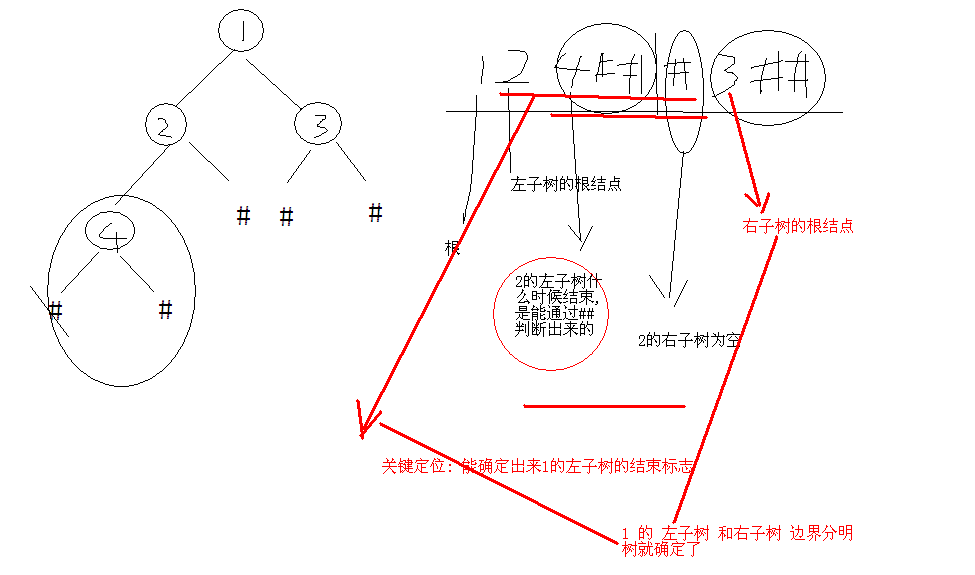 1
1 2 4 # # # 3 # #
2
3
左子树的根结点
# # #
4
右子树的根结点
根
2的左子树什
么时候结束,
是能通过##
判断出来的
# #
2的右子树为空
关键定位: 能确定出来1的左子树的结束标志
1 的 左子树 和右子树 边界分明
树就确定了